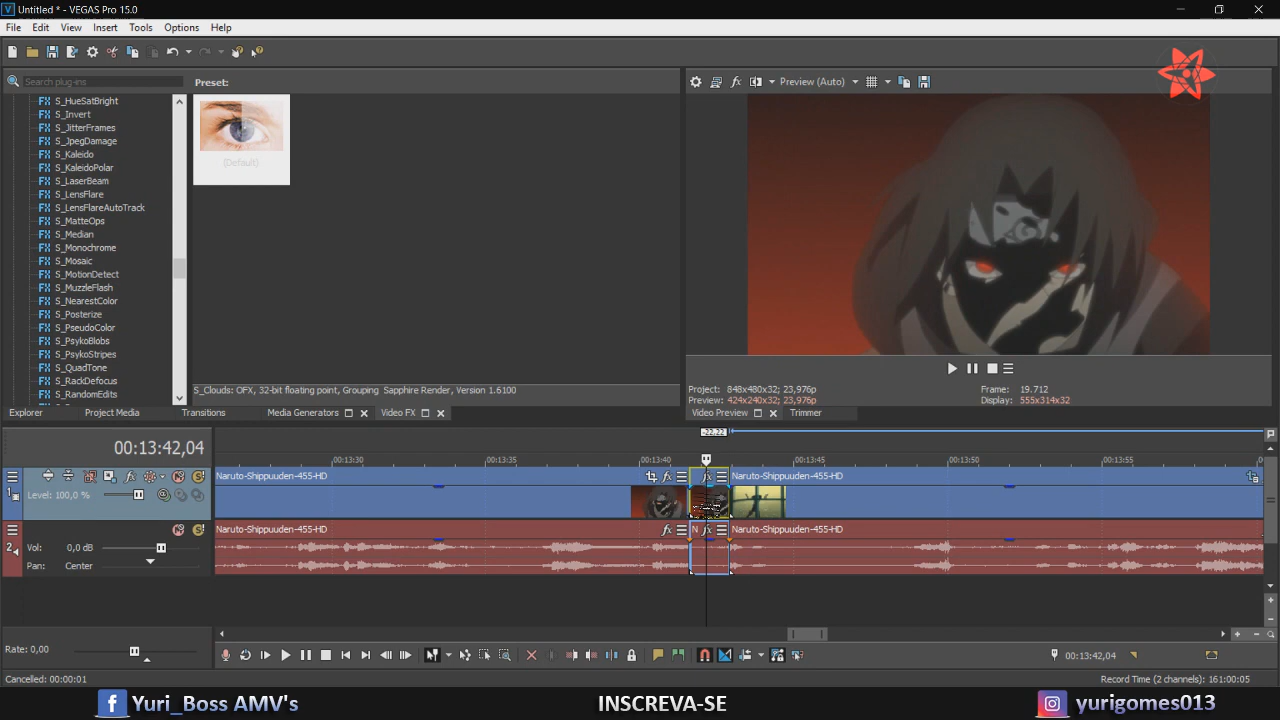 Untitled * - VEGAS Pro 15.0
File Edit View Insert Tools Options Help
Search plug-ins
Preset:
Preview (Auto)
S_HueSatBright
S_Invert
S_JitterFrames
S_JpegDamage
S_Kaleido
S_KaleidoPolar
S_LaserBeam
S_LensFlare
S_LensFlareAutoTrack
S_MatteOps
S_Median
S_Monochrome
S_Mosaic
S_MotionDetect
S_MuzzleFlash
S_NearestColor
S_Posterize
S_PseudoColor
S_PsykoBlobs
S_PsykoStripes
S_QuadTone
S_RackDefocus
S_RandomEdits
(Default)
S_Clouds: OFX, 32-bit floating point, Grouping Sapphire Render, Version 1.6100
Project: 848x480x32; 23,976p
Preview: 424x240x32; 23,976p
Frame: 19.712
Display: 555x314x32
Explorer Project Media Transitions Media Generators Video FX
Video Preview Trimmer
00:13:42,04
-22,22
00:13:30 00:13:35 00:13:40 00:13:45 00:13:50 00:13:55
1
Level: 100,0 %
Naruto-Shippuuden-455-HD
Naruto-Shippuuden-455-HD
2
Vol: 0,0 dB
Pan: Center
Naruto-Shippuuden-455-HD
N
Naruto-Shippuuden-455-HD
Rate: 0,00
00:13:42,04
Cancelled: 00:00:01
Record Time (2 channels): 161:00:05
Yuri_Boss AMV's
INSCREVA-SE
yurigomes013